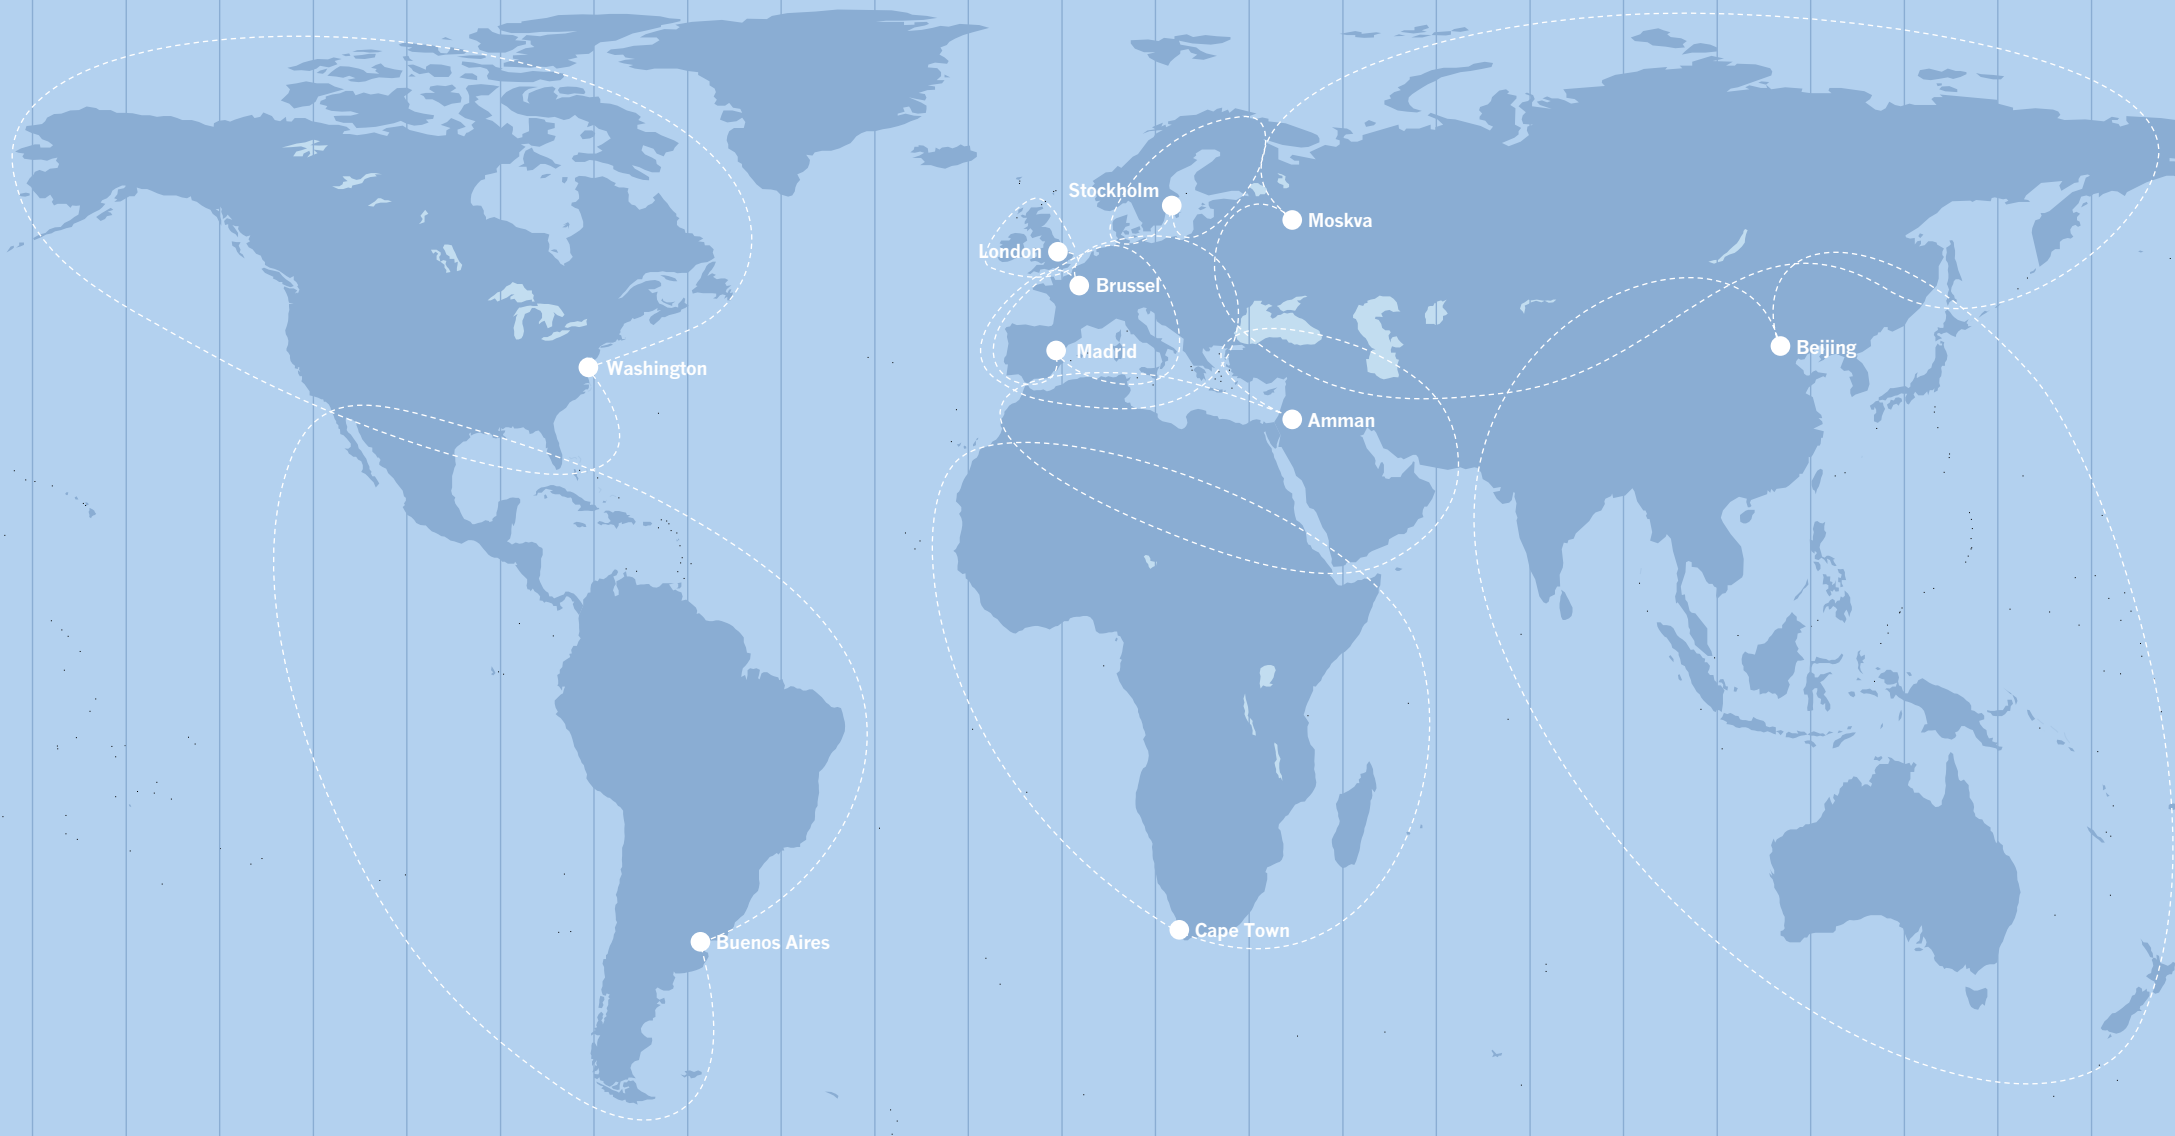 Stockholm
Moskva
London
Brussel
Madrid
Beijing
Washington
Amman
Cape Town
Buenos Aires